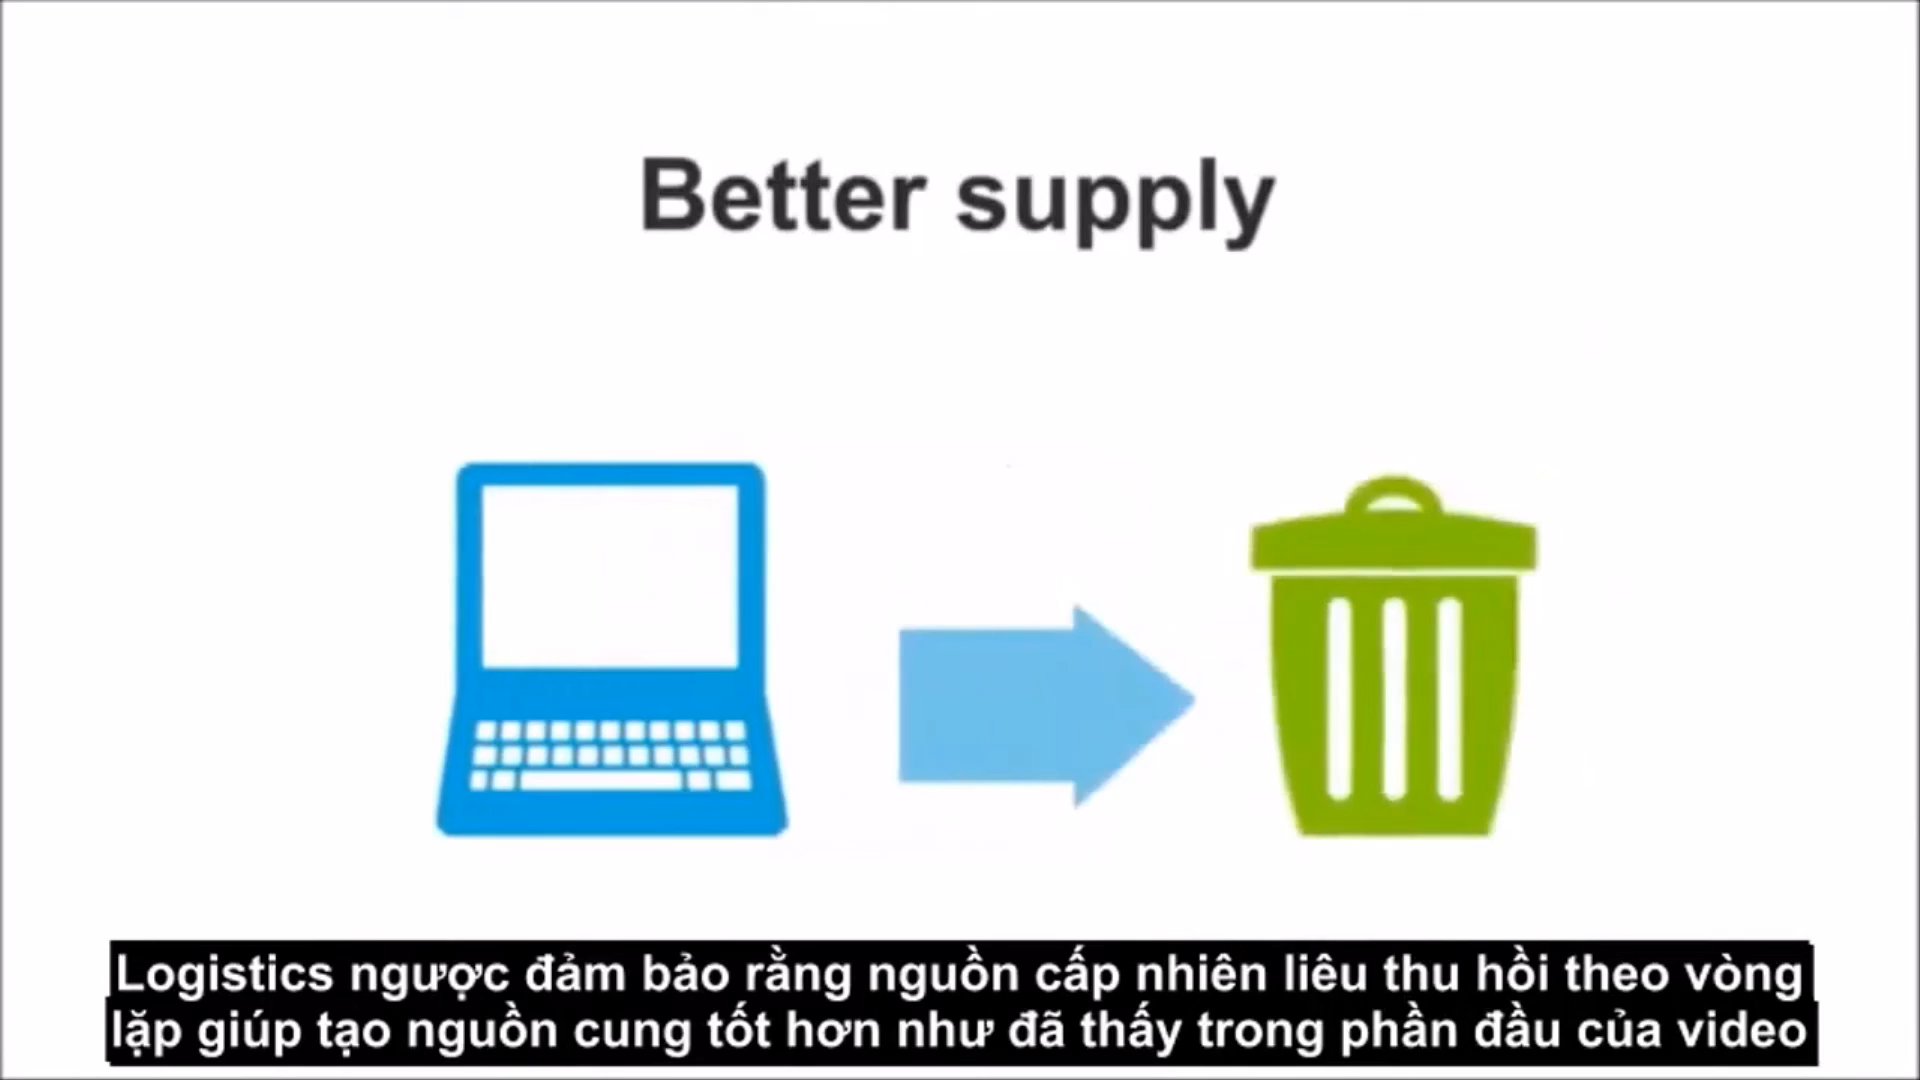 Better supply
Logistics ngược đảm bảo rằng nguồn cấp nhiên liêu thu hồi theo vòng
lặp giúp tạo nguồn cung tốt hơn như đã thấy trong phần đầu của video